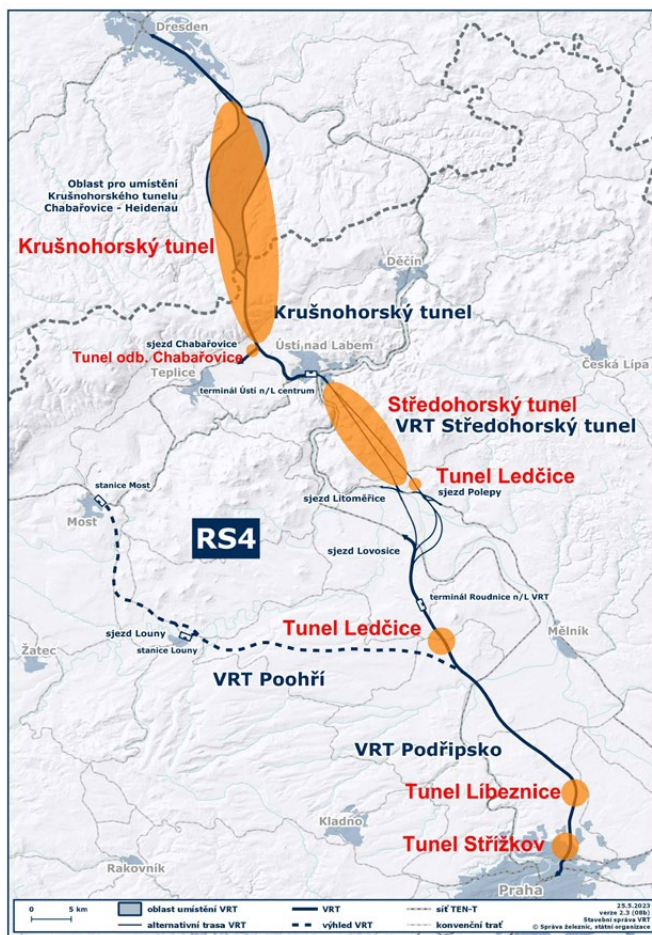 Dresden
Oblast pro umístění
Krušnohorského tunelu
Chabařovice - Heidenau
Krušnohorský tunel
Děčín
Krušnohorský tunel
sjezd Chabařovice
Ústí nad Labem
Tunel odb. Chabařovice
Teplice
Česká Lípa
terminál Ústí n/L centrum
Středohorský tunel
VRT Středohorský tunel
Tunel Ledčice
stanice Most
sjezd Litoměřice
sjezd Polepy
Most
RS4
sjezd Lovosice
terminál Roudnice n/L VRT
Tunel Ledčice
Mělník
sjezd Louny
stanice Louny
Žatec
VRT Poohří
VRT Podřipsko
Tunel Líbeznice
Kladno
Tunel Střížkov
Rakovník
Praha
0 5 km
oblast umístění VRT
VRT
síť TEN-T
alternativní trasa VRT
výhled VRT
konvenční trať
25.5.2023
verze 2.3 (08b)
Stavební správa VRT
© Správa železnic, státní organizace